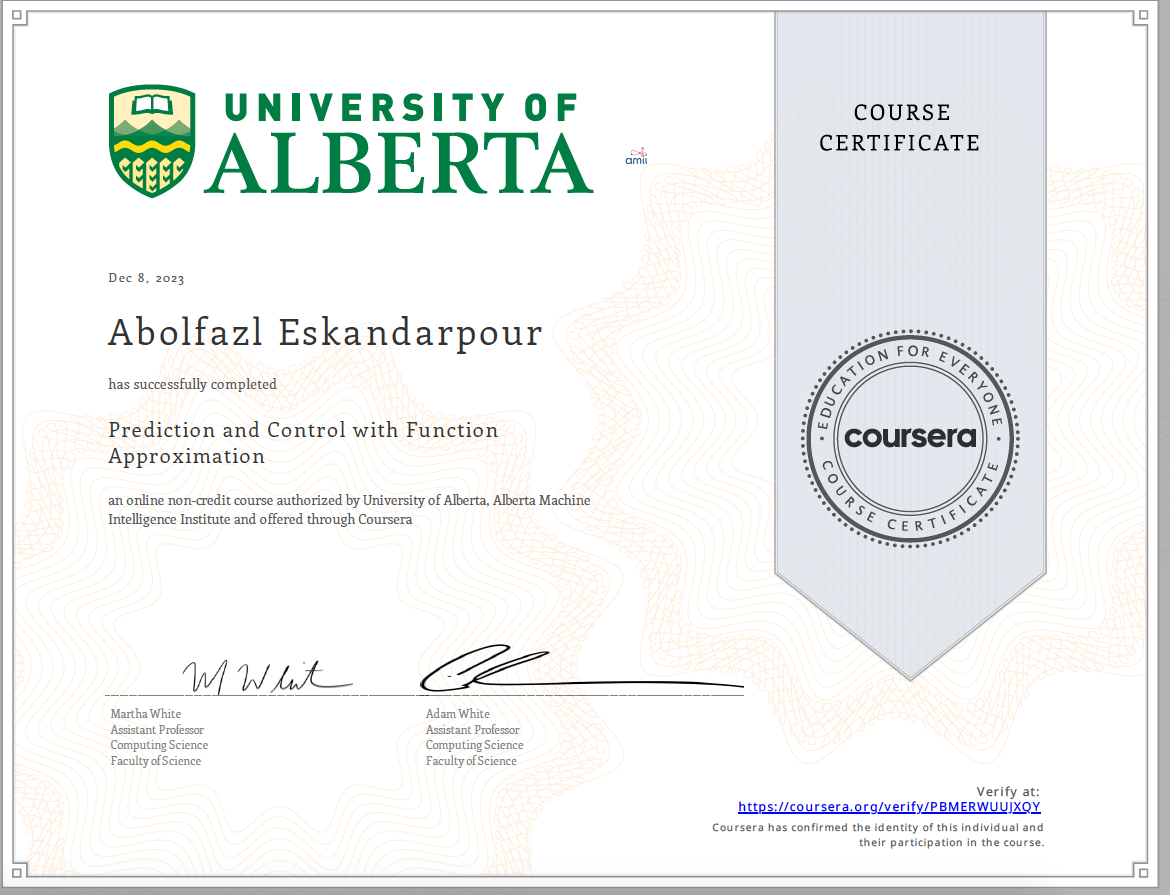 UNIVERSITY OF
ALBERTA
amii
COURSE
CERTIFICATE
Dec 8, 2023
Abolfazl Eskandarpour
has successfully completed
Prediction and Control with Function
Approximation
an online non-credit course authorized by University of Alberta, Alberta Machine
Intelligence Institute and offered through Coursera
EDUCATION FOR EVERYONE
coursera
COURSE CERTIFICATE
M White
Martha White
Assistant Professor
Computing Science
Faculty of Science
Adam White
Assistant Professor
Computing Science
Faculty of Science
Verify at:
https://coursera.org/verify/PBMERWUUJXQY
Coursera has confirmed the identity of this individual and
their participation in the course.